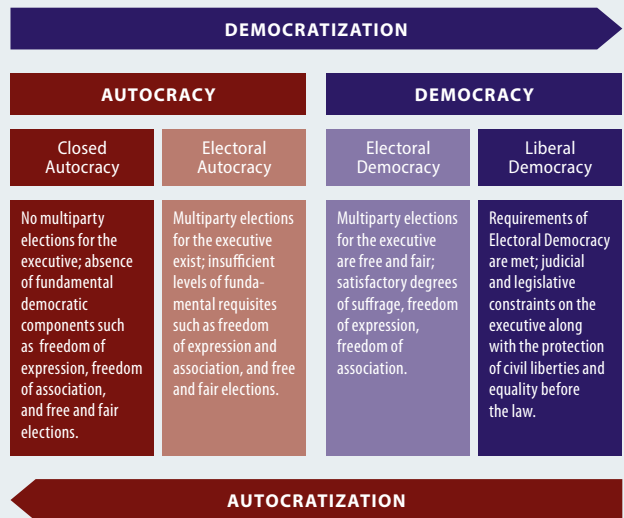 DEMOCRATIZATION
AUTOCRACY
DEMOCRACY
Closed
Autocracy
Electoral
Autocracy
Electoral
Democracy
Liberal
Democracy
No multiparty
elections for the
executive; absence
of fundamental
democratic
components such
as freedom of
expression, freedom
of association,
and free and fair
elections.
Multiparty elections
for the executive
exist; insufficient
levels of funda-
mental requisites
such as freedom
of expression and
association, and free
and fair elections.
Multiparty elections
for the executive
are free and fair;
satisfactory degrees
of suffrage, freedom
of expression,
freedom of
association.
Requirements of
Electoral Democracy
are met; judicial
and legislative
constraints on the
executive along
with the protection
of civil liberties and
equality before
the law.
AUTOCRATIZATION